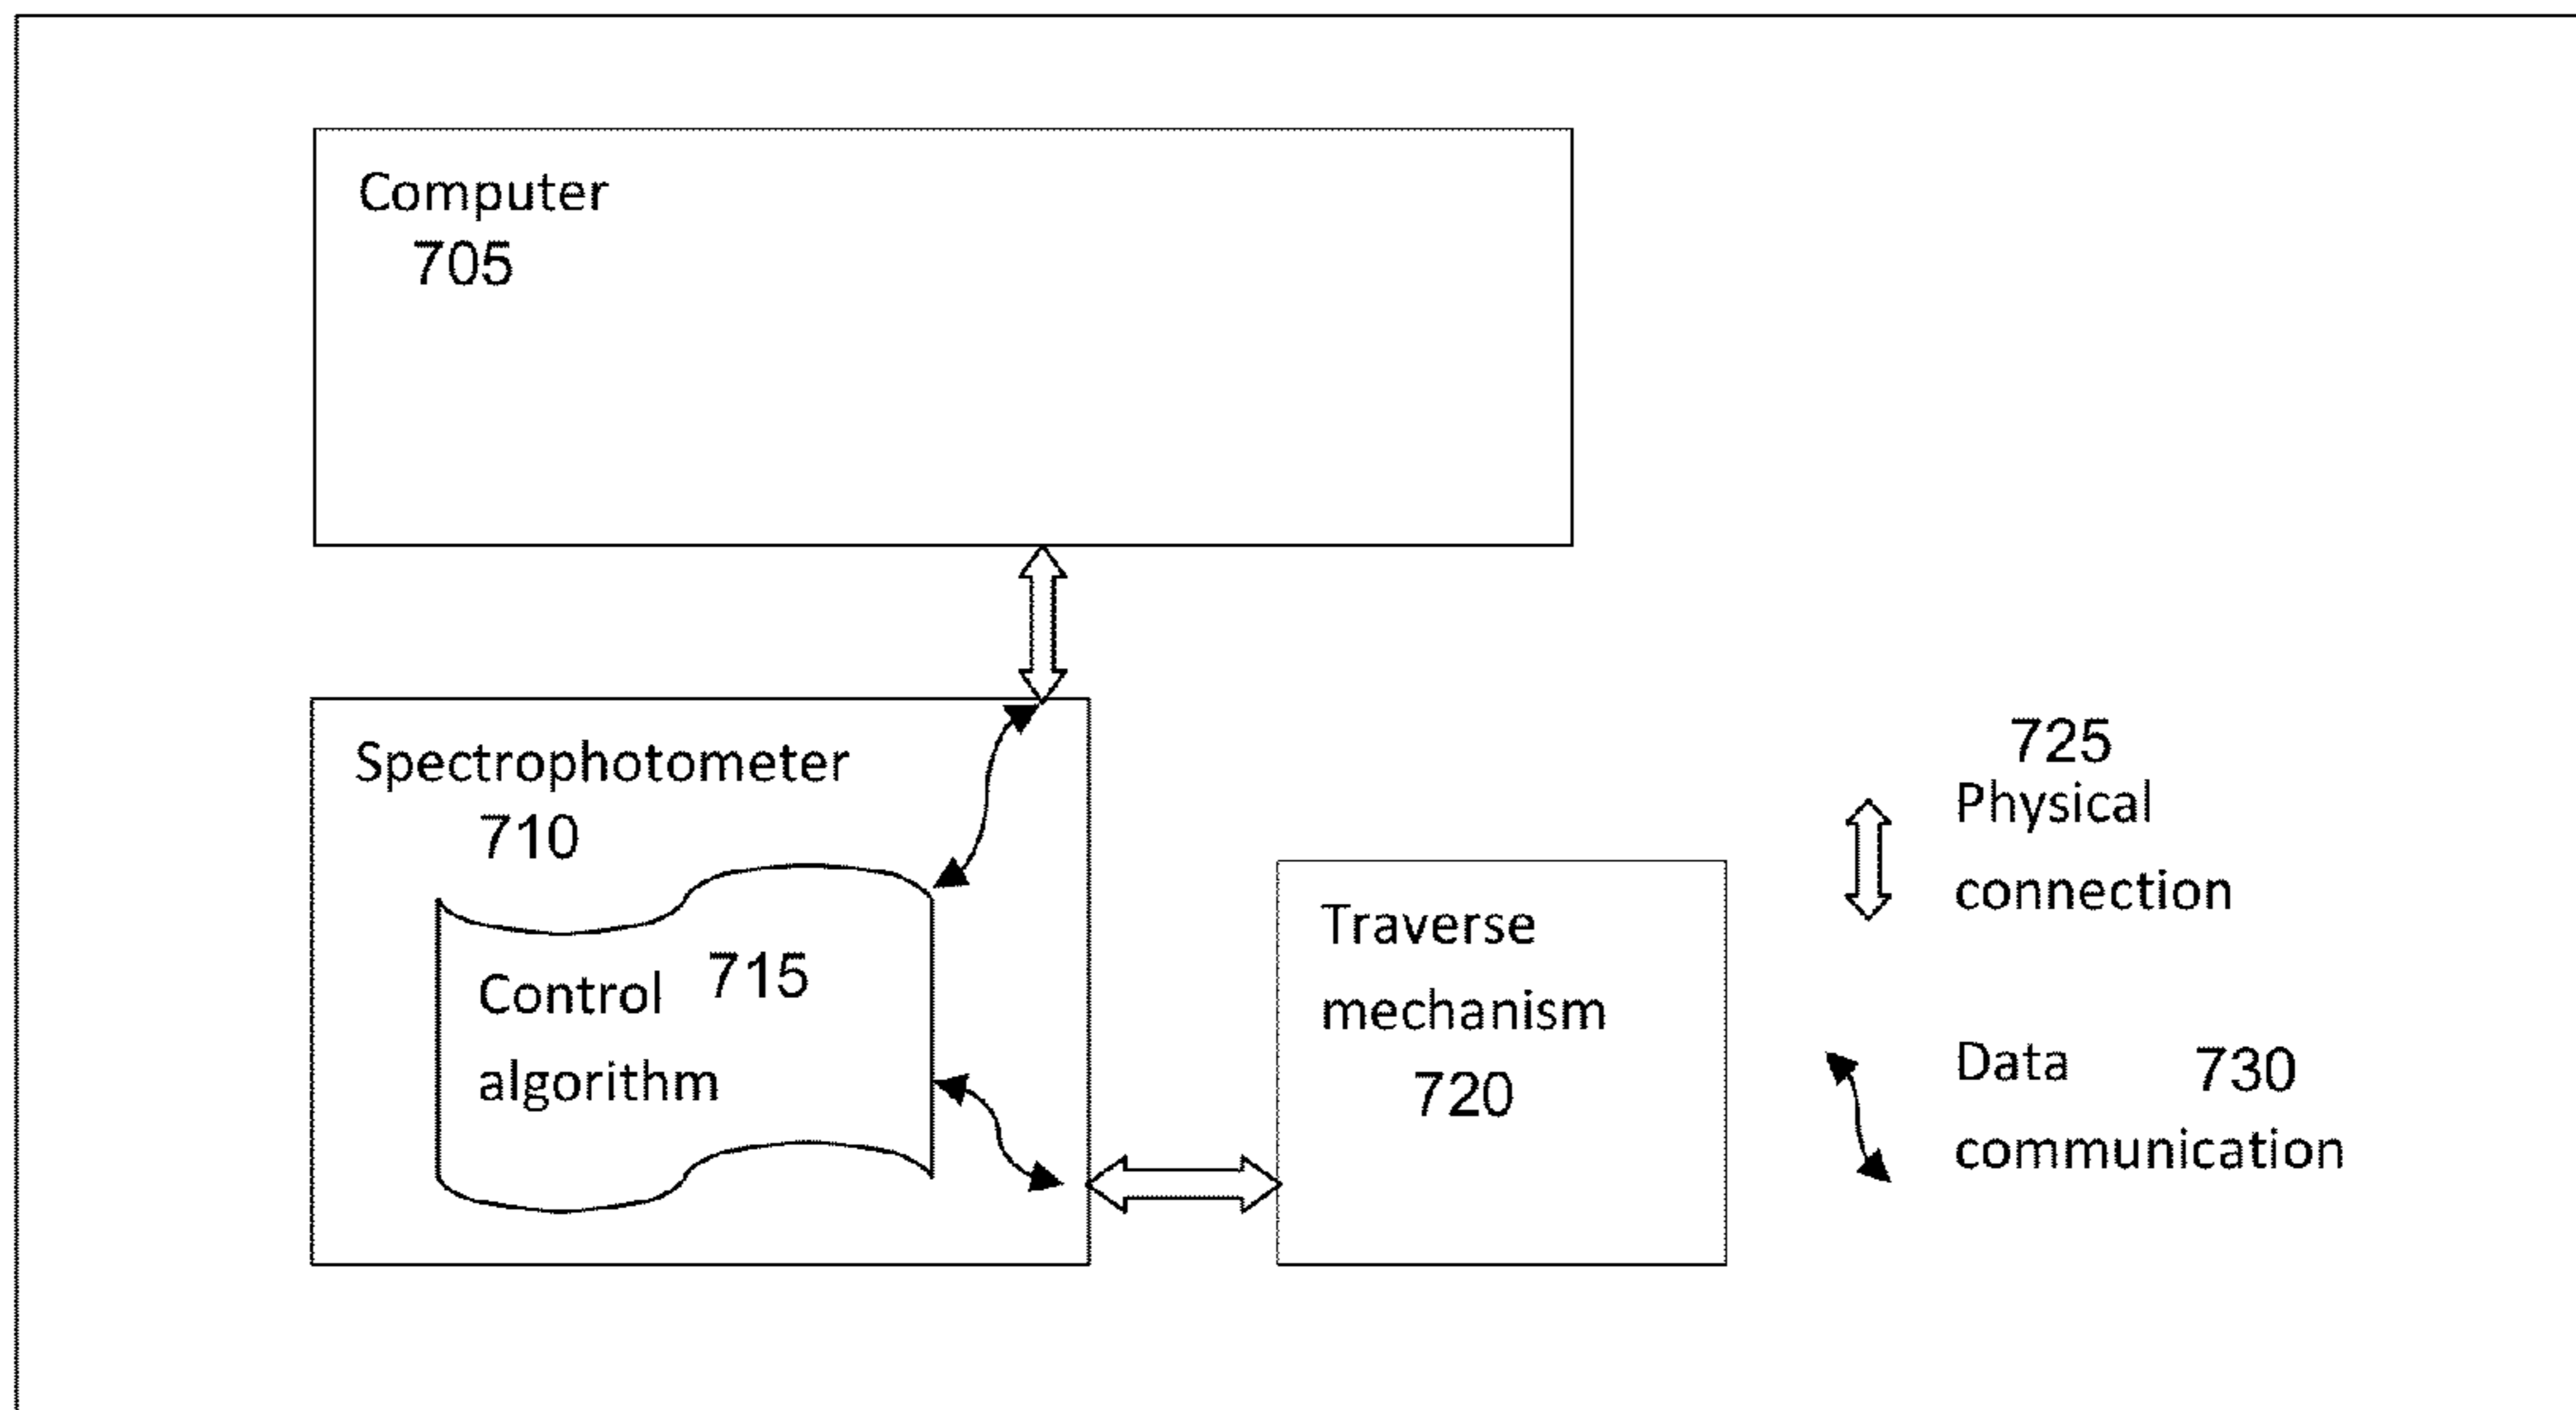 Computer
705
Spectrophotometer
710
Control 715
algorithm
Traverse
mechanism
720
725
Physical
connection
Data 730
communication